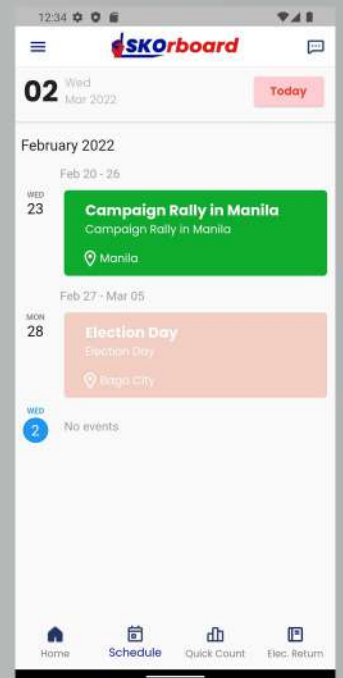 12:34
SKOrboard
02
Wed
Mar 2022
Today
February 2022
Feb 20 - 26
WED
23
Campaign Rally in Manila
Campaign Rally in Manila
Manila
Feb 27 - Mar 05
MON
28
Election Day
Election Day
Baga City
WED
2
No events
Home
Schedule
Quick Count
Elec. Return